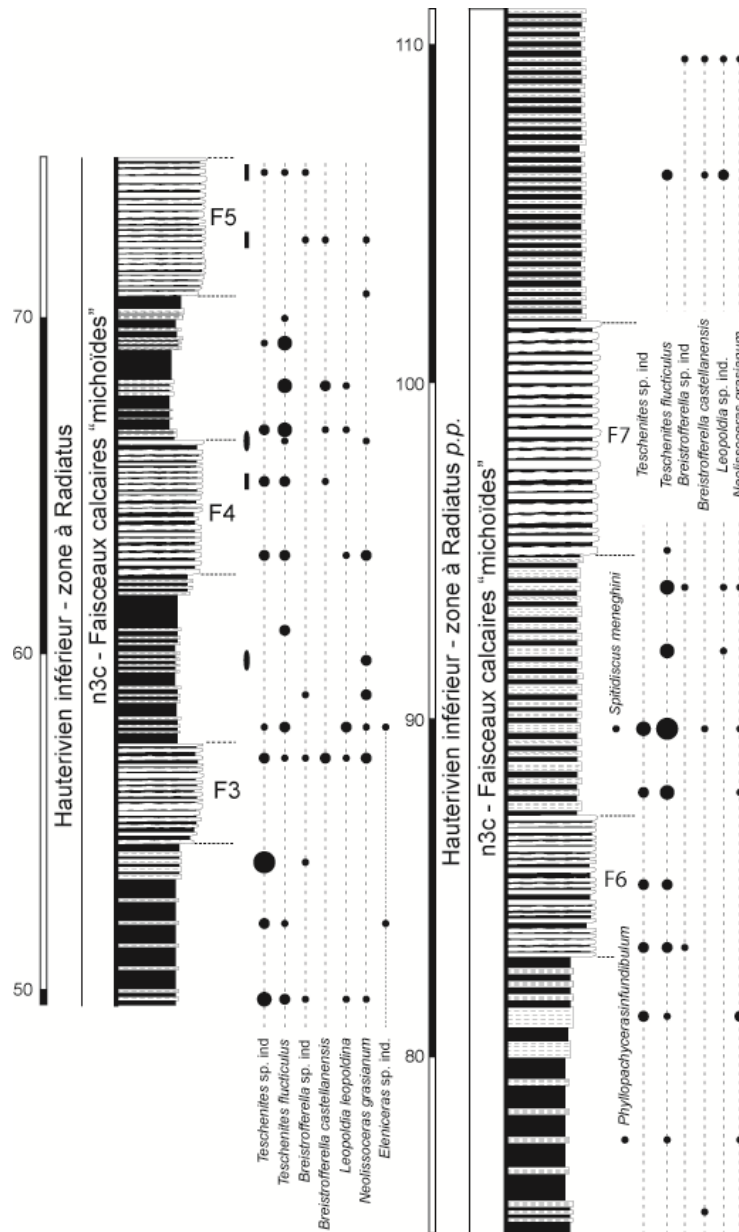 70
60
50
Hauterivien inférieur - zone à Radiatus
n3c - Faisceaux calcaires “michoïdes”
F5
F4
F3
Teschenites sp. ind
Teschenites flucticulus
Breistrofferella sp. ind
Breistrofferella castellanensis
Leopoldia leopoldina
Neolissoceras grasianum
Eleniceras sp. ind.
110
100
90
80
Hauterivien inférieur - zone à Radiatus p.p.
n3c - Faisceaux calcaires “michoïdes”
F7
F6
Teschenites sp. ind
Teschenites flucticulus
Breistrofferella sp. ind
Breistrofferella castellanensis
Leopoldia sp. ind.
Neolissoceras grasianum
Spitidiscus meneghini
Phyllopachycerasinfundibulum